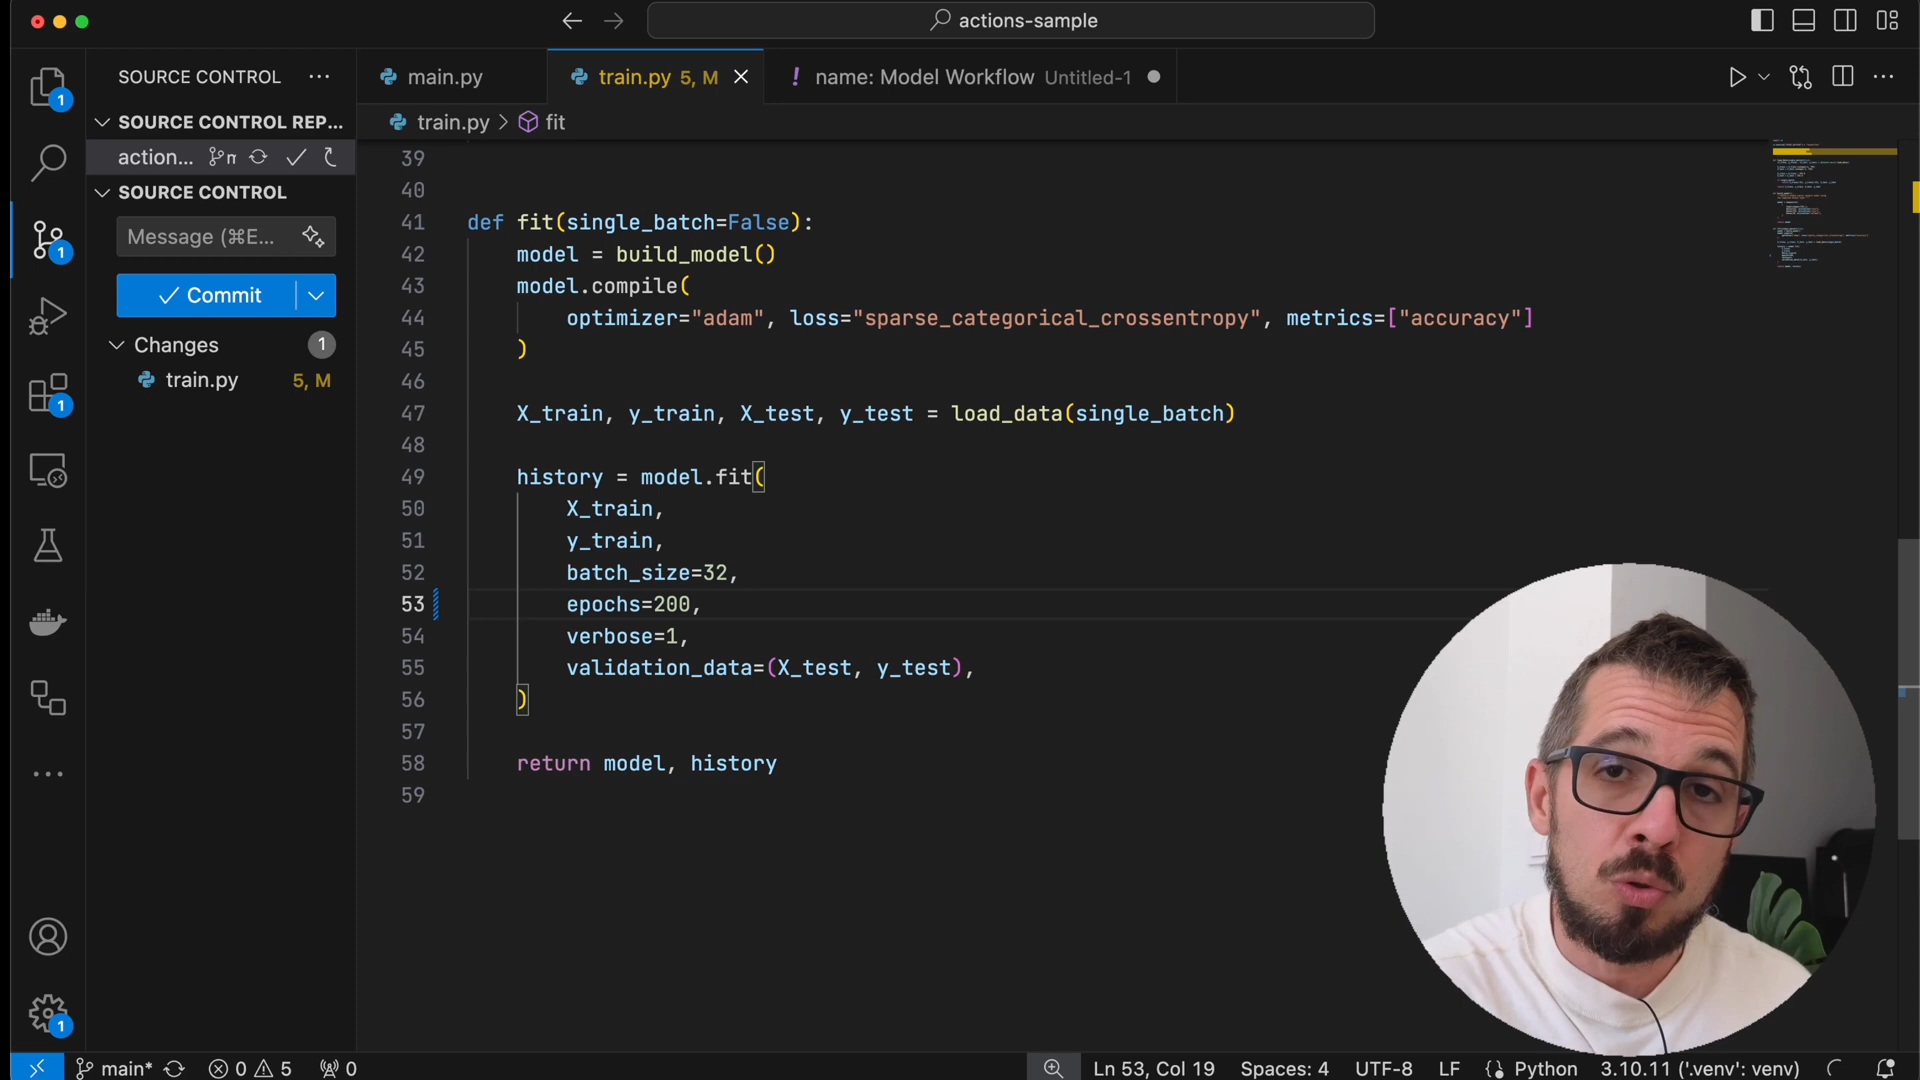 actions-sample
SOURCE CONTROL
main.py
train.py 5, M
! name: Model Workflow Untitled-1
SOURCE CONTROL REP...
action...
SOURCE CONTROL
Message (⌘E...
Commit
Changes 1
train.py 5, M
train.py > fit
39
40
41 def fit(single_batch=False):
42 model = build_model()
43 model.compile(
44 optimizer="adam", loss="sparse_categorical_crossentropy", metrics=["accuracy"]
45 )
46
47 X_train, y_train, X_test, y_test = load_data(single_batch)
48
49 history = model.fit(
50 X_train,
51 y_train,
52 batch_size=32,
53 epochs=200,
54 verbose=1,
55 validation_data=(X_test, y_test),
56 )
57
58 return model, history
59
1
1
1
1
main* 0 5 0
Ln 53, Col 19 Spaces: 4 UTF-8 LF Python 3.10.11 ('.venv': venv)